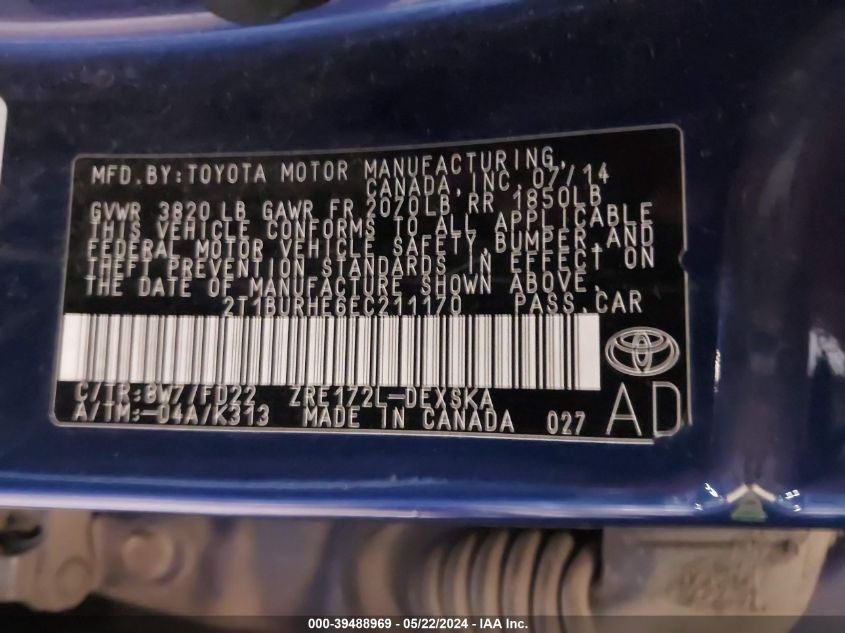 MFD.BY:TOYOTA MOTOR MANUFACTURING,
CANADA, INC. 07/14
GVWR 3820 LB GAWR FR 2070LB RR 1850LB
THIS VEHICLE CONFORMS TO ALL APPLICABLE
FEDERAL MOTOR VEHICLE SAFETY, BUMPER, AND
THEFT PREVENTION STANDARDS IN EFFECT ON
THE DATE OF MANUFACTURE SHOWN ABOVE.
2T1BURHE6EC211170 PASS.CAR
C/TR:8W7/FD22 ZRE172L-DEXSKA
A/TM:-04A/K313 MADE IN CANADA 027 AD
000-39488969 - 05/22/2024 - IAA Inc.